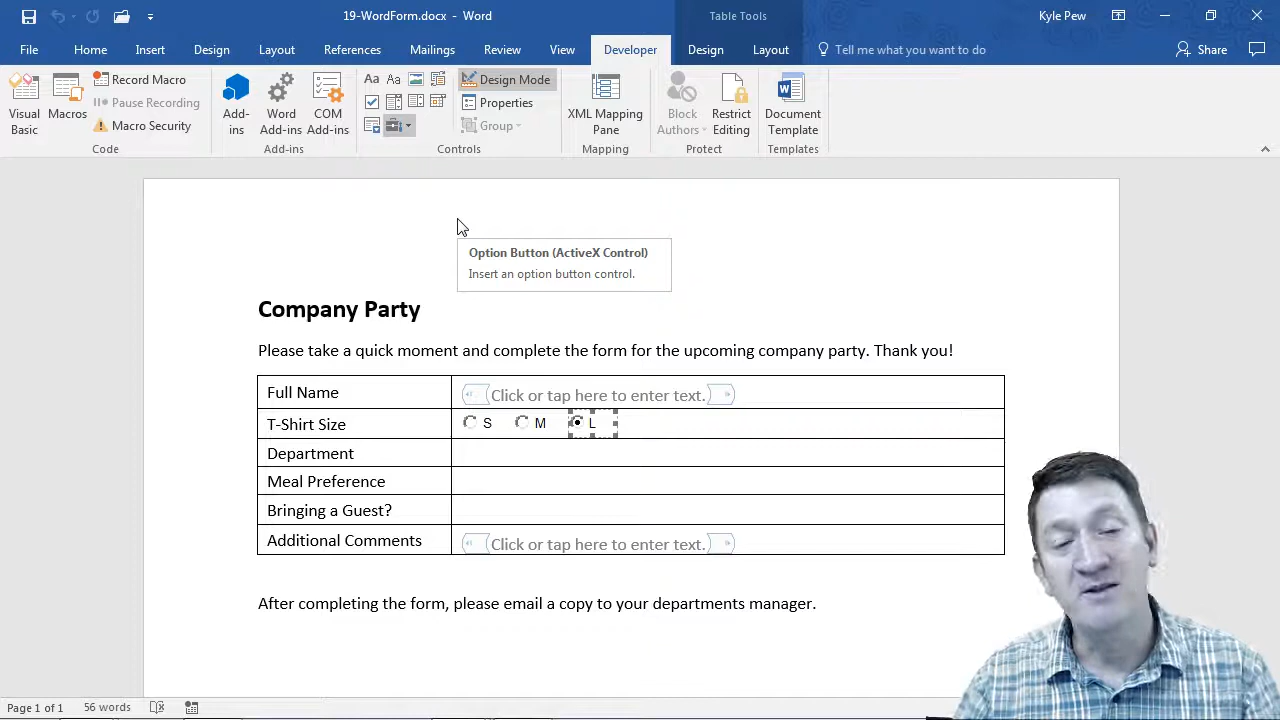 19-WordForm.docx - Word
Table Tools
Kyle Pew
File
Home
Insert
Design
Layout
References
Mailings
Review
View
Developer
Design
Layout
Tell me what you want to do
Share
Visual Basic
Macros
Record Macro
Pause Recording
Macro Security
Code
Add-ins
Word Add-ins
COM Add-ins
Add-ins
Aa
Aa
Design Mode
Properties
Group
Controls
XML Mapping Pane
Mapping
Block Authors
Restrict Editing
Protect
Document Template
Templates
Option Button (ActiveX Control)
Insert an option button control.
Company Party
Please take a quick moment and complete the form for the upcoming company party. Thank you!
Full Name
Click or tap here to enter text.
T-Shirt Size
S
M
L
Department
Meal Preference
Bringing a Guest?
Additional Comments
Click or tap here to enter text.
After completing the form, please email a copy to your departments manager.
Page 1 of 1
56 words